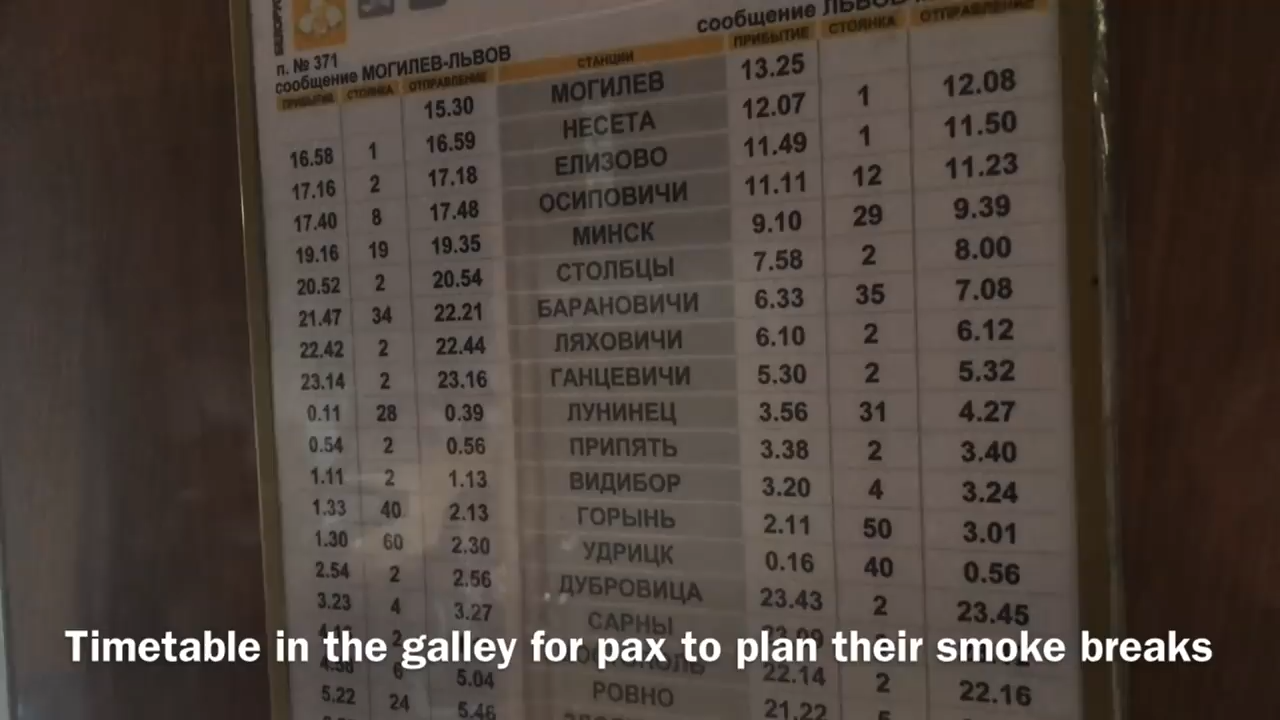 п. № 371
сообщение МОГИЛЕВ-ЛЬВОВ сообщение ЛЬВОВ
ПРИБЫТИЕ СТОЯНКА ОТПРАВЛЕНИЕ СТАНЦИИ ПРИБЫТИЕ СТОЯНКА ОТПРАВЛЕНИЕ
15.30 МОГИЛЕВ 13.25
16.58 1 16.59 НЕСЕТА 12.07 1 12.08
17.16 2 17.18 ЕЛИЗОВО 11.49 1 11.50
17.40 8 17.48 ОСИПОВИЧИ 11.11 12 11.23
19.16 19 19.35 МИНСК 9.10 29 9.39
20.52 2 20.54 СТОЛБЦЫ 7.58 2 8.00
21.47 34 22.21 БАРАНОВИЧИ 6.33 35 7.08
22.42 2 22.44 ЛЯХОВИЧИ 6.10 2 6.12
23.14 2 23.16 ГАНЦЕВИЧИ 5.30 2 5.32
0.11 28 0.39 ЛУНИНЕЦ 3.56 31 4.27
0.54 2 0.56 ПРИПЯТЬ 3.38 2 3.40
1.11 2 1.13 ВИДИБОР 3.20 4 3.24
1.33 40 2.13 ГОРЫНЬ 2.11 50 3.01
1.30 60 2.30 УДРИЦК 0.16 40 0.56
2.54 2 2.56 ДУБРОВИЦА 23.43 2 23.45
3.23 4 3.27 САРНЫ
Timetable in the galley for pax to plan their smoke breaks
5.04 22.14 2 22.16
5.22 24 5.46 РОВНО 21.22